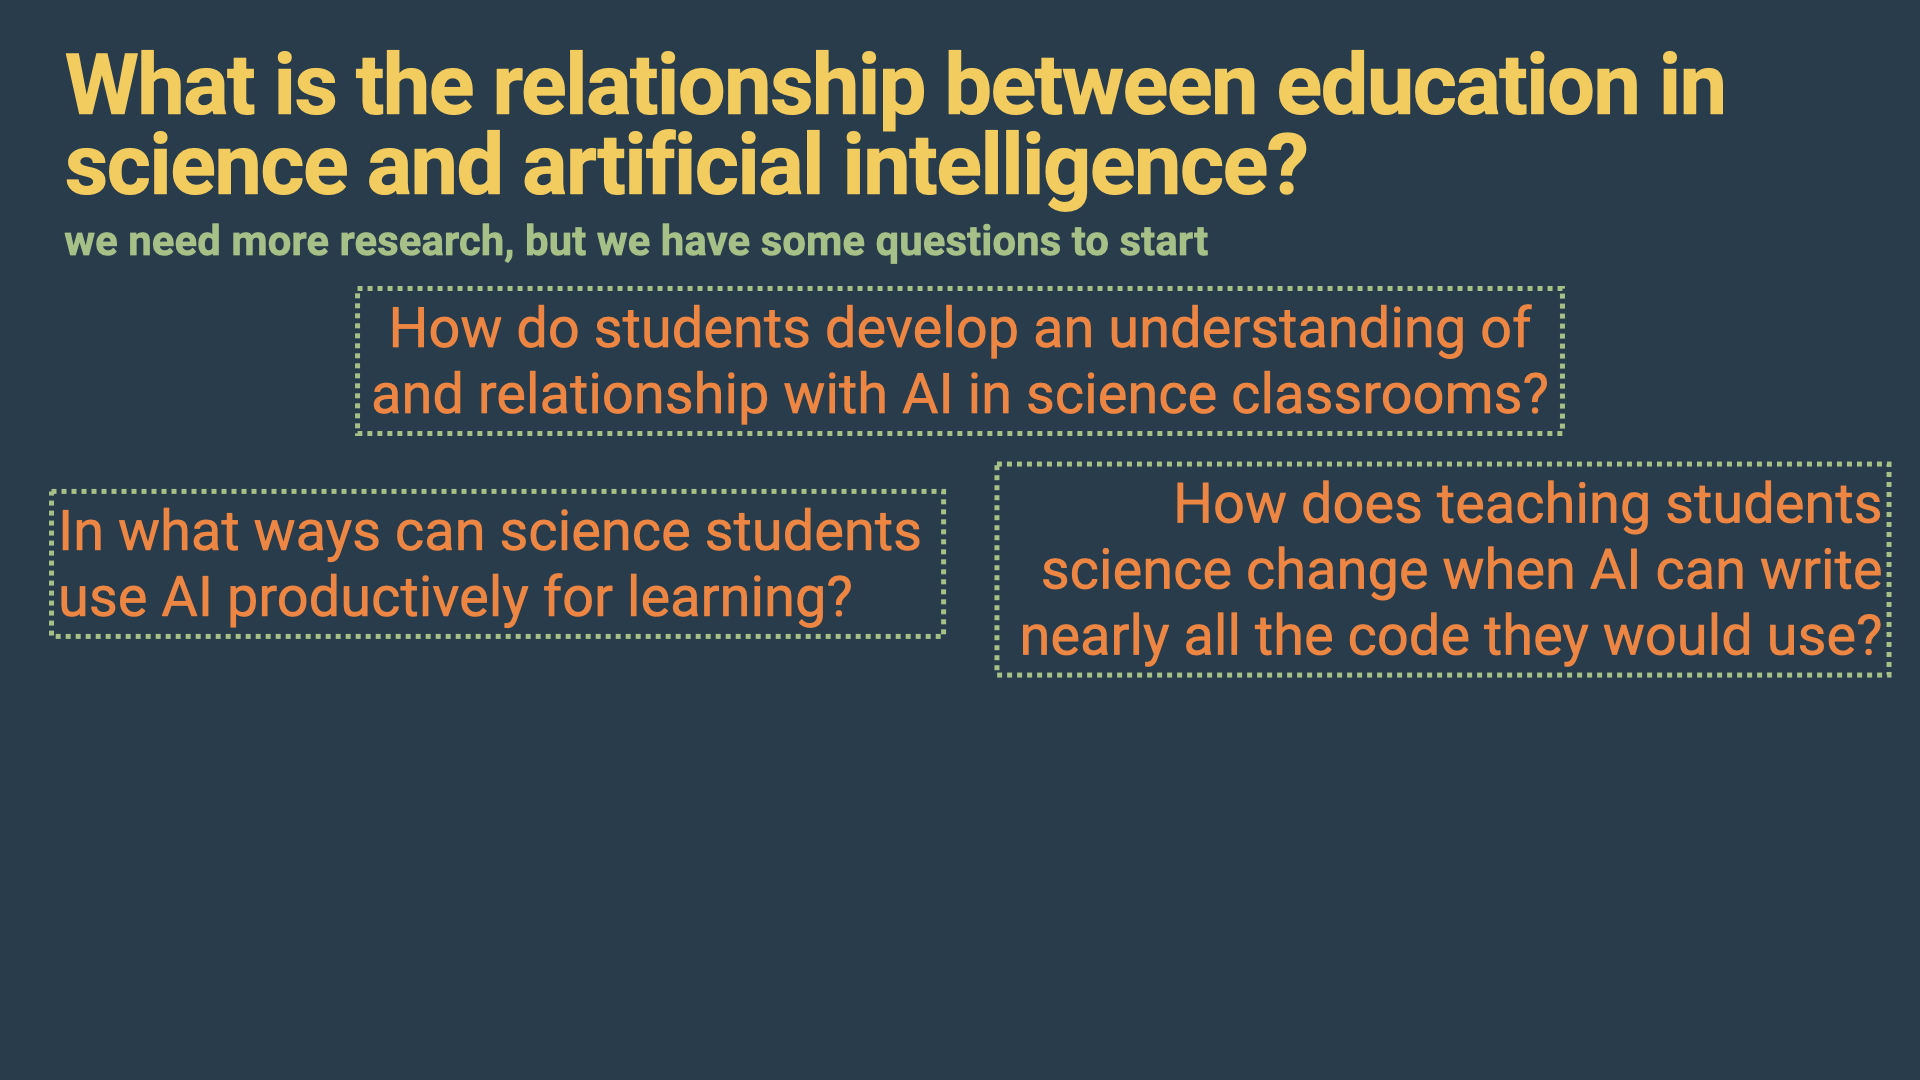 What is the relationship between education in
science and artificial intelligence?
we need more research, but we have some questions to start
How do students develop an understanding of
and relationship with AI in science classrooms?
In what ways can science students
use AI productively for learning?
How does teaching students
science change when AI can write
nearly all the code they would use?